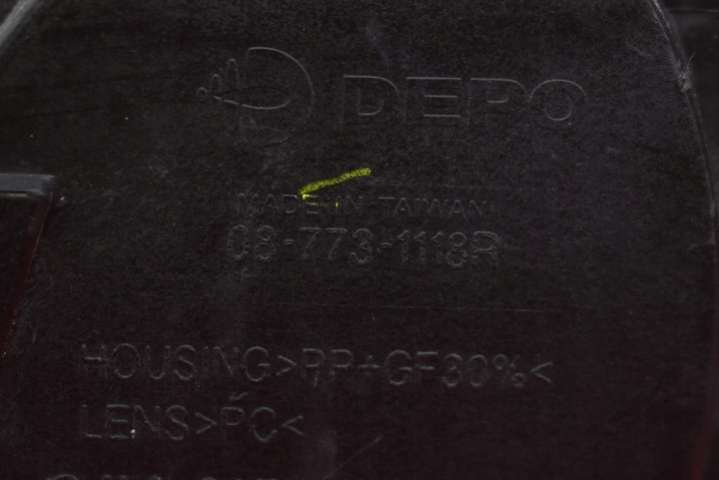 DEPO
MADE IN TAIWAN
08-773-1118R
HOUSING>PP+GF30%<
LENS>PC<